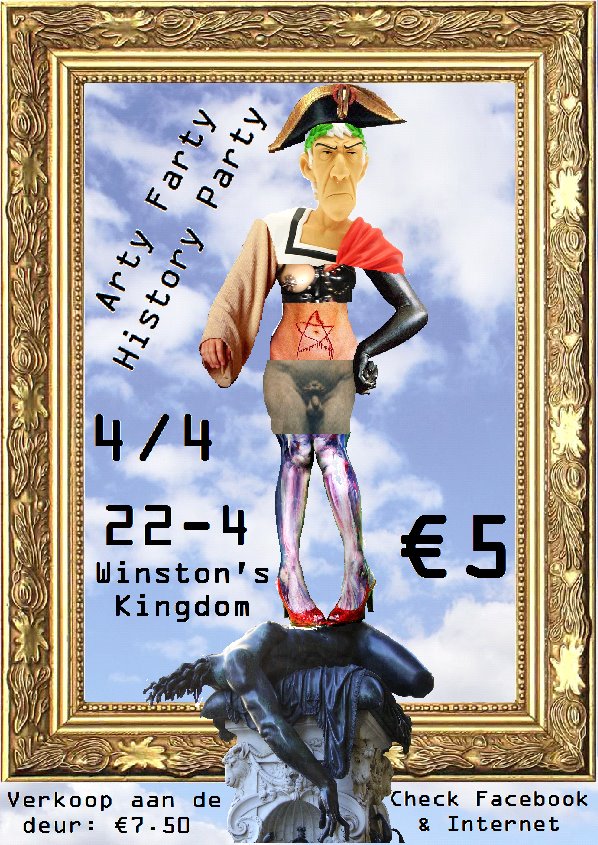 Arty Farty
History Party
4/4
22-4
Winston's
Kingdom
€5
Verkoop aan de
deur: €7.50
Check Facebook
& Internet